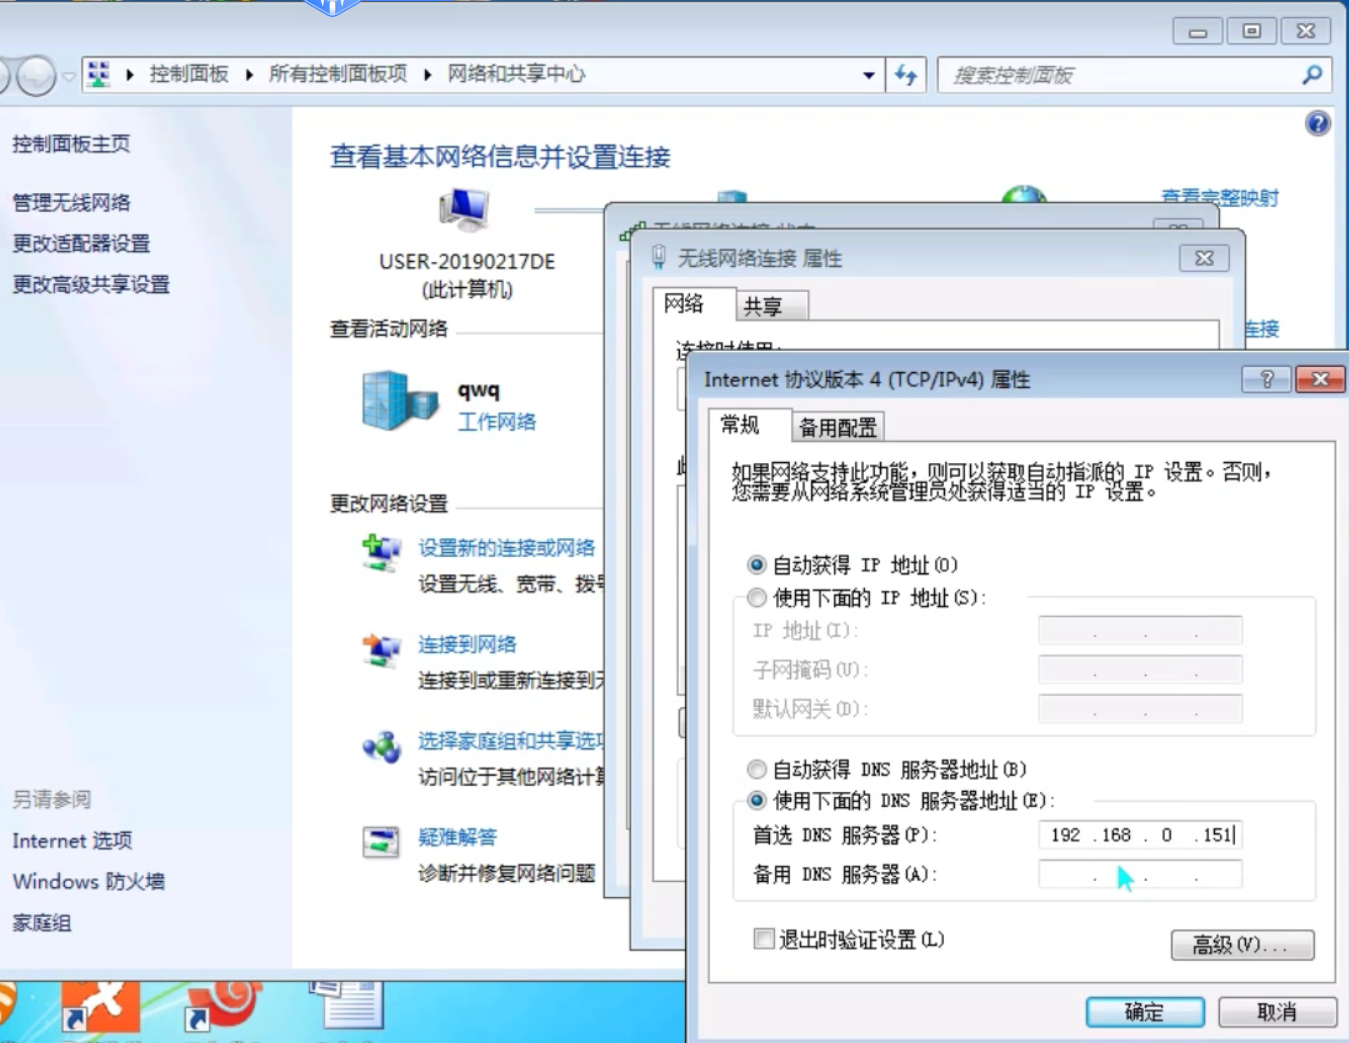 控制面板
所有控制面板项
网络和共享中心
搜索控制面板
控制面板主页
管理无线网络
更改适配器设置
更改高级共享设置
另请参阅
Internet 选项
Windows 防火墙
家庭组
查看基本网络信息并设置连接
查看完整映射
USER-20190217DE
(此计算机)
查看活动网络
连接
qwq
工作网络
更改网络设置
设置新的连接或网络
设置无线、宽带、拨号
连接到网络
连接到或重新连接到无
选择家庭组和共享选项
访问位于其他网络计算
疑难解答
诊断并修复网络问题
无线网络连接 状态
无线网络连接 属性
网络
共享
连接时使用:
Internet 协议版本 4 (TCP/IPv4) 属性
常规
备用配置
如果网络支持此功能，则可以获取自动指派的 IP 设置。否则，
您需要从网络系统管理员处获得适当的 IP 设置。
自动获得 IP 地址(O)
使用下面的 IP 地址(S):
IP 地址(I):
子网掩码(U):
默认网关(D):
自动获得 DNS 服务器地址(B)
使用下面的 DNS 服务器地址(E):
首选 DNS 服务器(P):
192 .168 . 0 .151
备用 DNS 服务器(A):
退出时验证设置(L)
高级(V)...
确定
取消